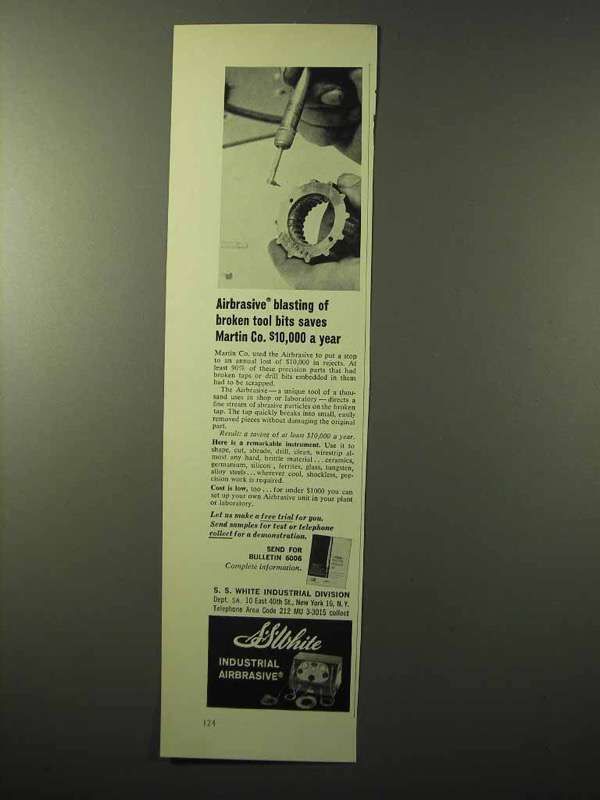 Airbrasive® blasting of
broken tool bits saves
Martin Co. $10,000 a year
Martin Co. used the Airbrasive to put a stop
to an annual lost of $10,000 in rejects. At
least 90% of these precision parts that had
broken taps or drill bits embedded in them
had to be scrapped.
The Airbrasive—a unique tool of a thou-
sand uses in shop or laboratory—directs a
fine stream of abrasive particles on the broken
tap. The tap quickly breaks into small, easily
removed pieces without damaging the original
part.
Result: a saving of at least $10,000 a year.
Here is a remarkable instrument. Use it to
shape, cut, abrade, drill, clean, wirestrip al-
most any hard, brittle material . . . ceramics,
germanium, silicon, ferrites, glass, tungsten,
alloy steels . . . wherever cool, shockless, pre-
cision work is required.
Cost is low, too . . . for under $1000 you can
set up your own Airbrasive unit in your plant
or laboratory.
Let us make a free trial for you.
Send samples for test or telephone
collect for a demonstration.
SEND FOR
BULLETIN 6006
Complete information.
S. S. WHITE INDUSTRIAL DIVISION
Dept. SA, 10 East 40th St., New York 16, N.Y.
Telephone Area Code 212 MU 3-3015 collect
S.S.White
INDUSTRIAL
AIRBRASIVE®
124